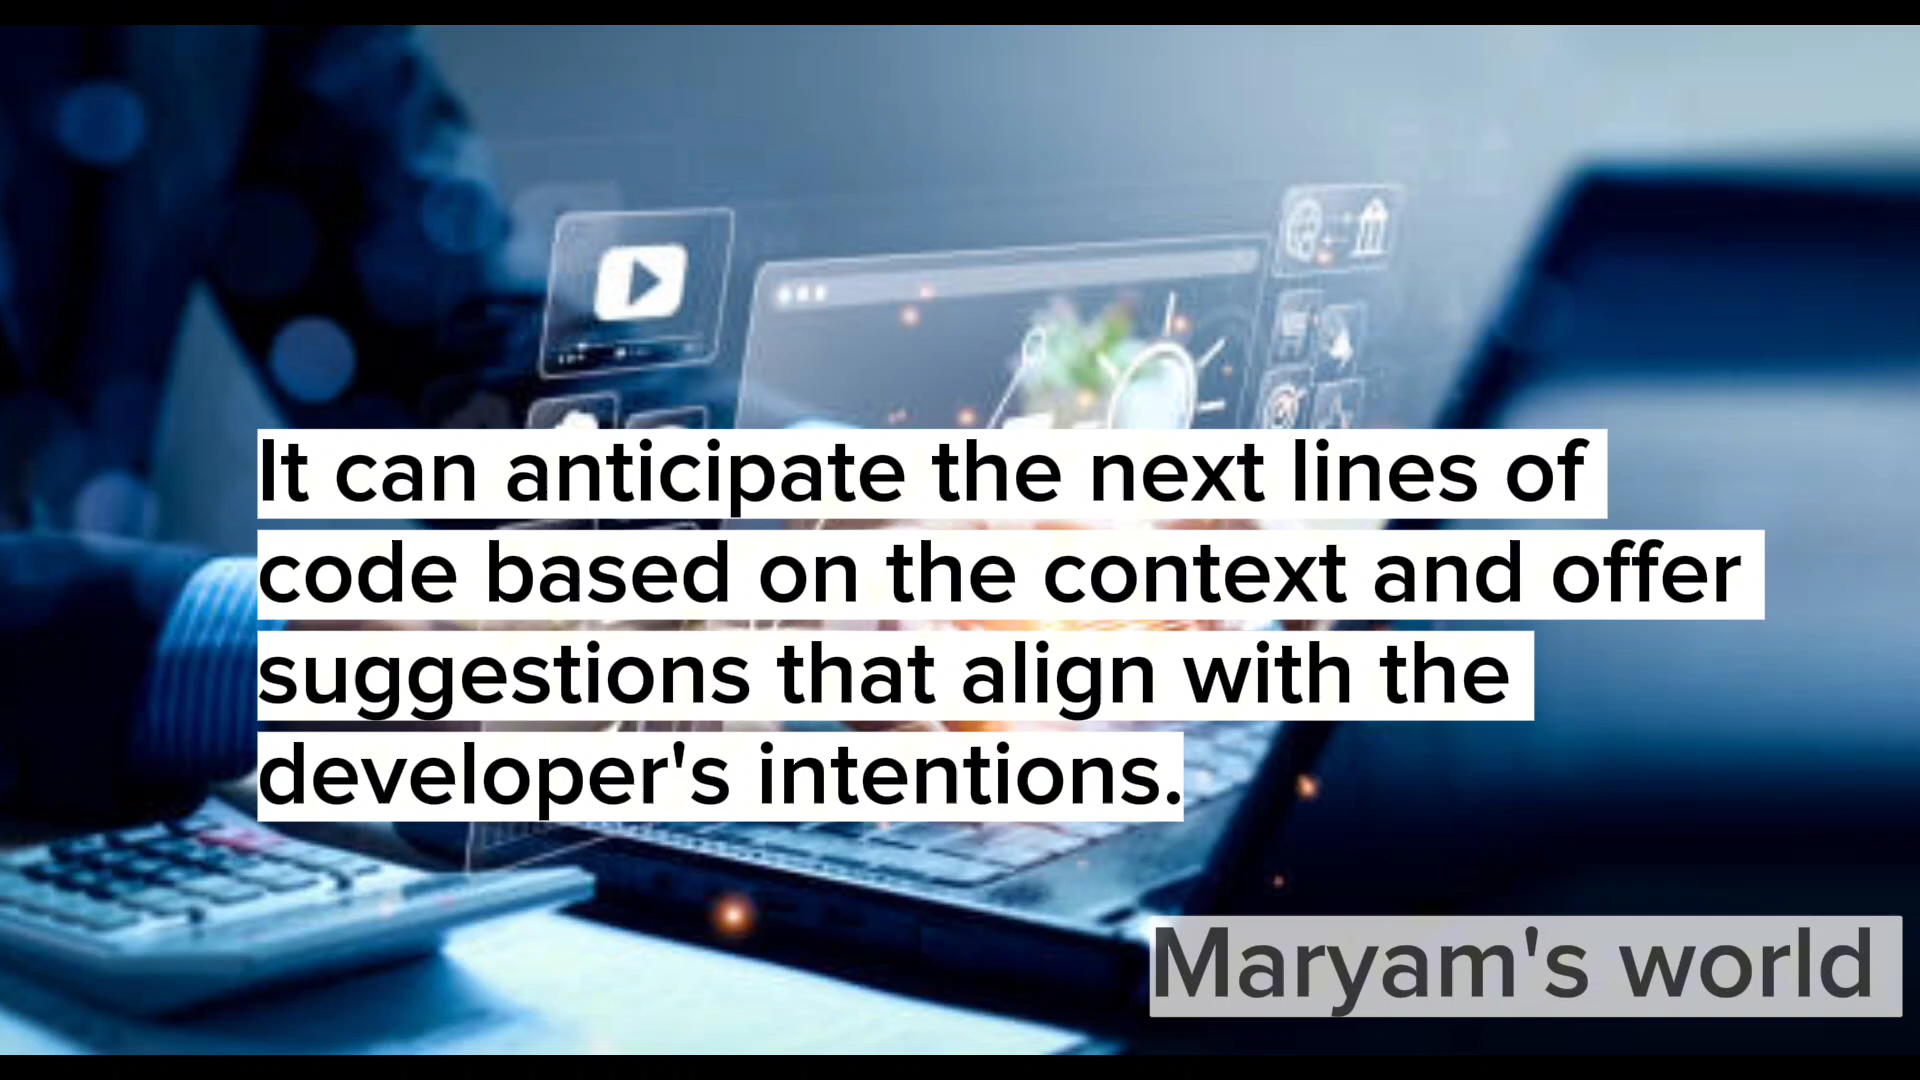 It can anticipate the next lines of
code based on the context and offer
suggestions that align with the
developer's intentions.
Maryam's world